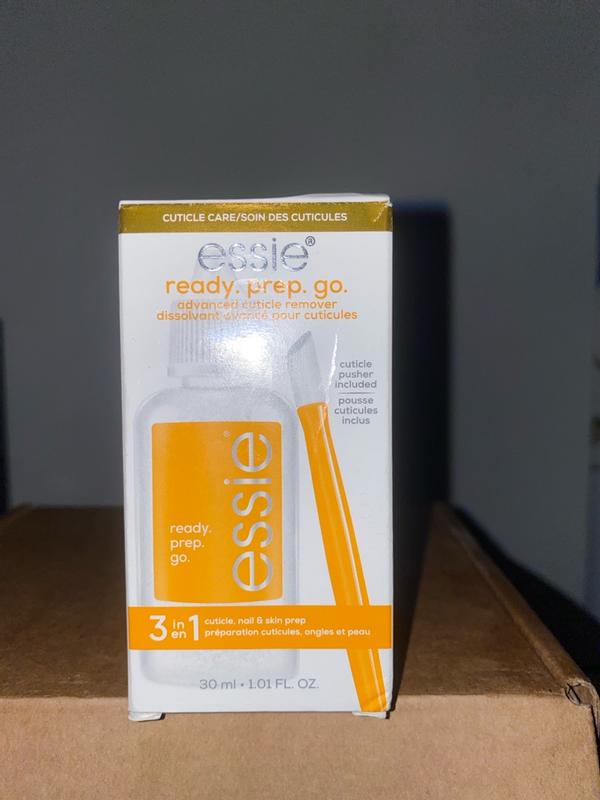 CUTICLE CARE/SOIN DES CUTICULES
essie®
ready. prep. go.
advanced cuticle remover
dissolvant avancé pour cuticules
cuticle
pusher
included
pousse
cuticules
inclus
essie®
ready.
prep.
go.
3 in en 1
cuticle, nail & skin prep
préparation cuticules, ongles et peau
30 ml • 1.01 FL. OZ.